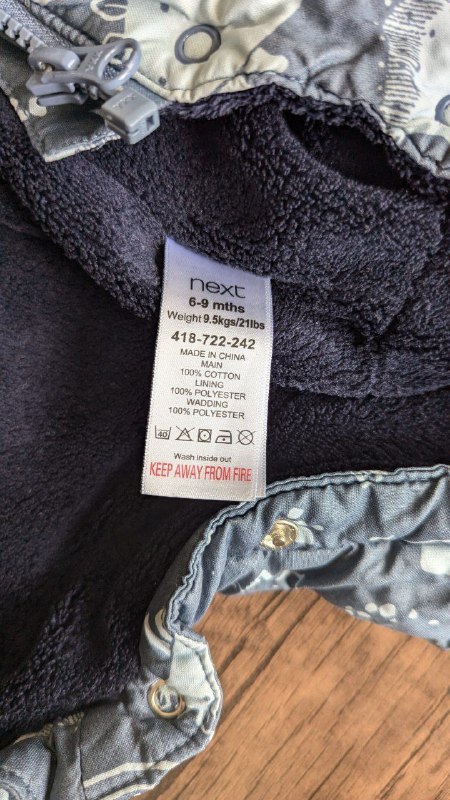 next
6-9 mths
Weight 9.5kgs/21lbs
418-722-242
MADE IN CHINA
MAIN
100% COTTON
LINING
100% POLYESTER
WADDING
100% POLYESTER
40
Wash inside out
KEEP AWAY FROM FIRE